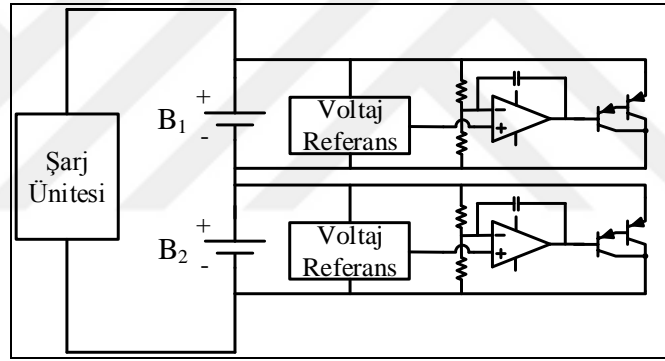 Şarj
Ünitesi
B1
+
-
Voltaj
Referans
-
+
B2
+
-
Voltaj
Referans
-
+